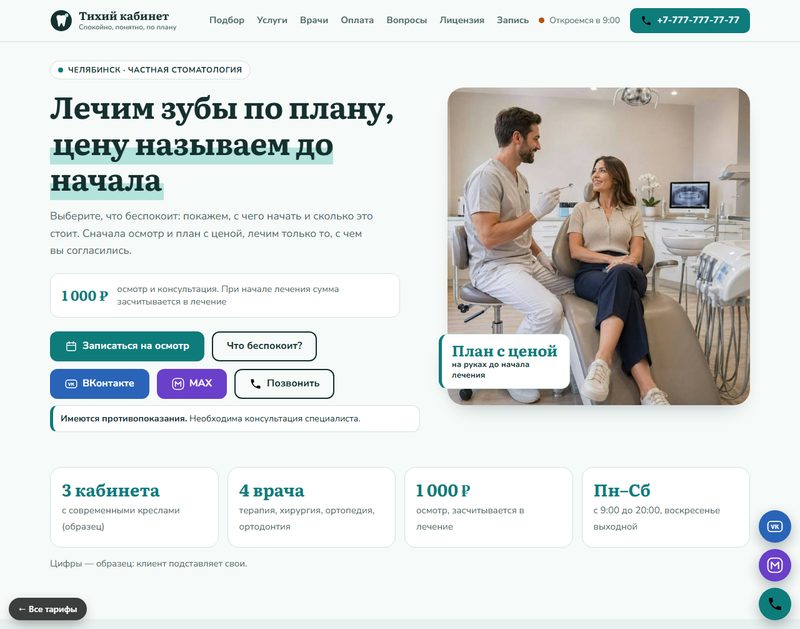 Тихий кабинет
Спокойно, понятно, по плану
Подбор Услуги Врачи Оплата Вопросы Лицензия Запись
Откроемся в 9:00
+7-777-777-77-77
ЧЕЛЯБИНСК · ЧАСТНАЯ СТОМАТОЛОГИЯ
Лечим зубы по плану,
цену называем до
начала
Выберите, что беспокоит: покажем, с чего начать и сколько это
стоит. Сначала осмотр и план с ценой, лечим только то, с чем
вы согласились.
1 000 ₽
осмотр и консультация. При начале лечения сумма
засчитывается в лечение
Записаться на осмотр
Что беспокоит?
VK ВКонтакте
MAX
Позвонить
Имеются противопоказания. Необходима консультация специалиста.
План с ценой
на руках до начала
лечения
3 кабинета
с современными креслами
(образец)
4 врача
терапия, хирургия, ортопедия,
ортодонтия
1 000 ₽
осмотр, засчитывается в
лечение
Пн–Сб
с 9:00 до 20:00, воскресенье
выходной
Цифры — образец: клиент подставляет свои.
VK
← Все тарифы